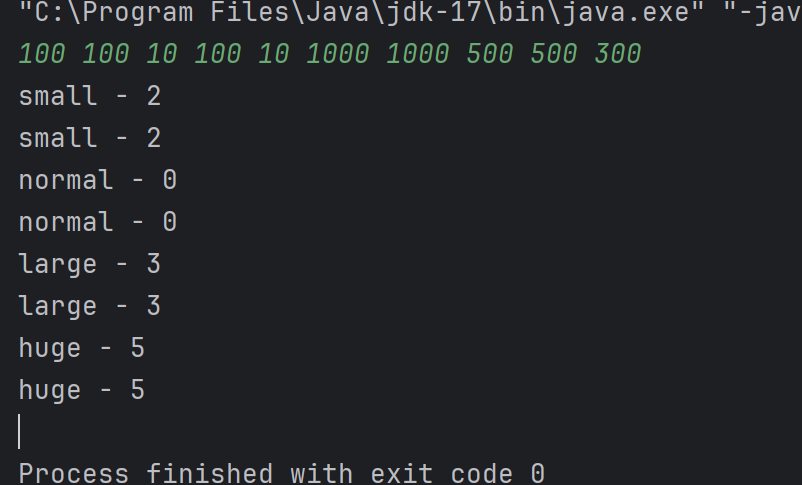 "C:\Program Files\Java\jdk-17\bin\java.exe" "-jav
100 100 10 100 10 1000 1000 500 500 300
small - 2
small - 2
normal - 0
normal - 0
large - 3
large - 3
huge - 5
huge - 5
Process finished with exit code 0